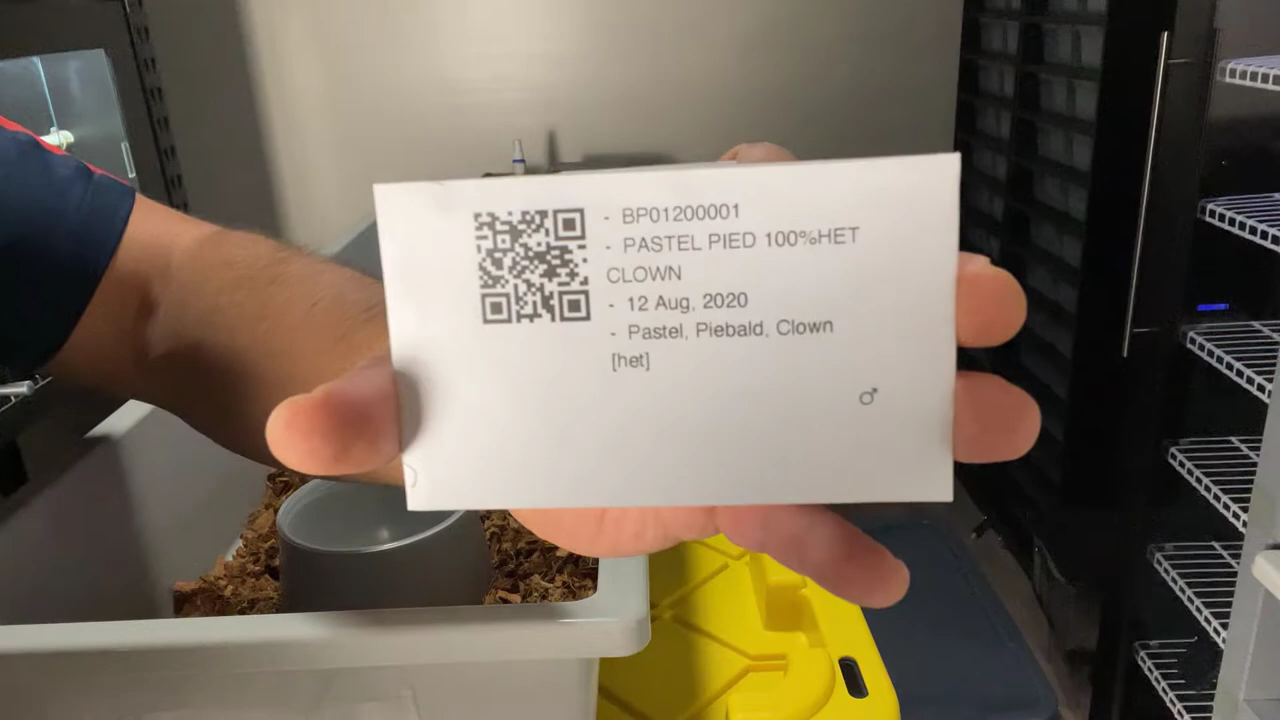 - BP01200001
- PASTEL PIED 100%HET
CLOWN
- 12 Aug, 2020
- Pastel, Piebald, Clown
[het]
♂